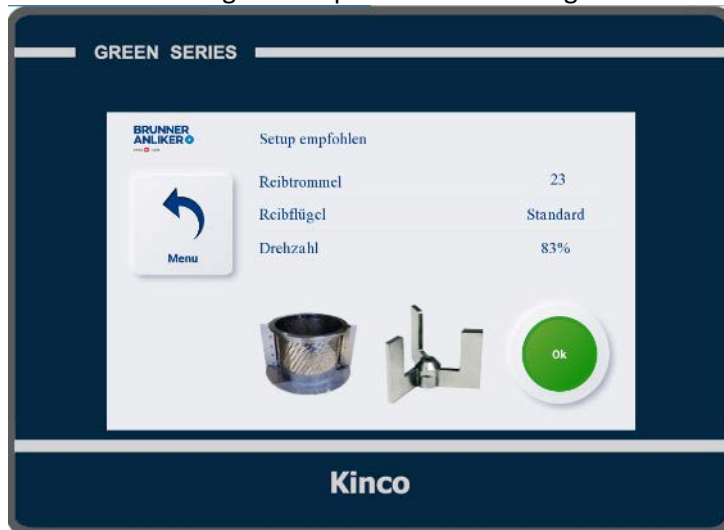 GREEN SERIES
BRUNNER
ANLIKER
Setup empfohlen
Reibtrommel 23
Reibflügel Standard
Drehzahl 83%
Menu
Ok
Kinco